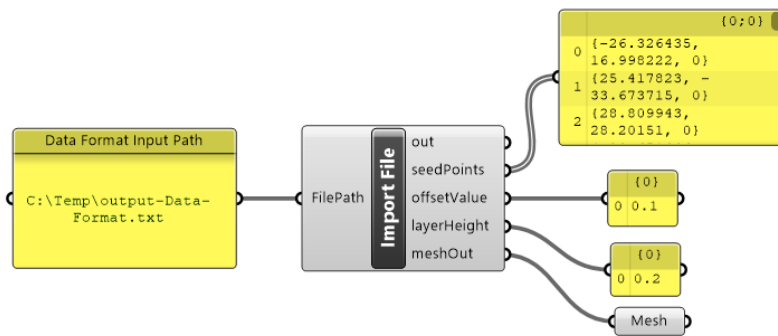 Data Format Input Path
C:\Temp\output-Data-
Format.txt
FilePath
Import File
out
seedPoints
offsetValue
layerHeight
meshOut
{0;0}
0 {-26.326435,
16.998222, 0}
1 {25.417823, -
33.673715, 0}
2 {28.809943,
28.20151, 0}
{0}
0 0.1
{0}
0 0.2
Mesh